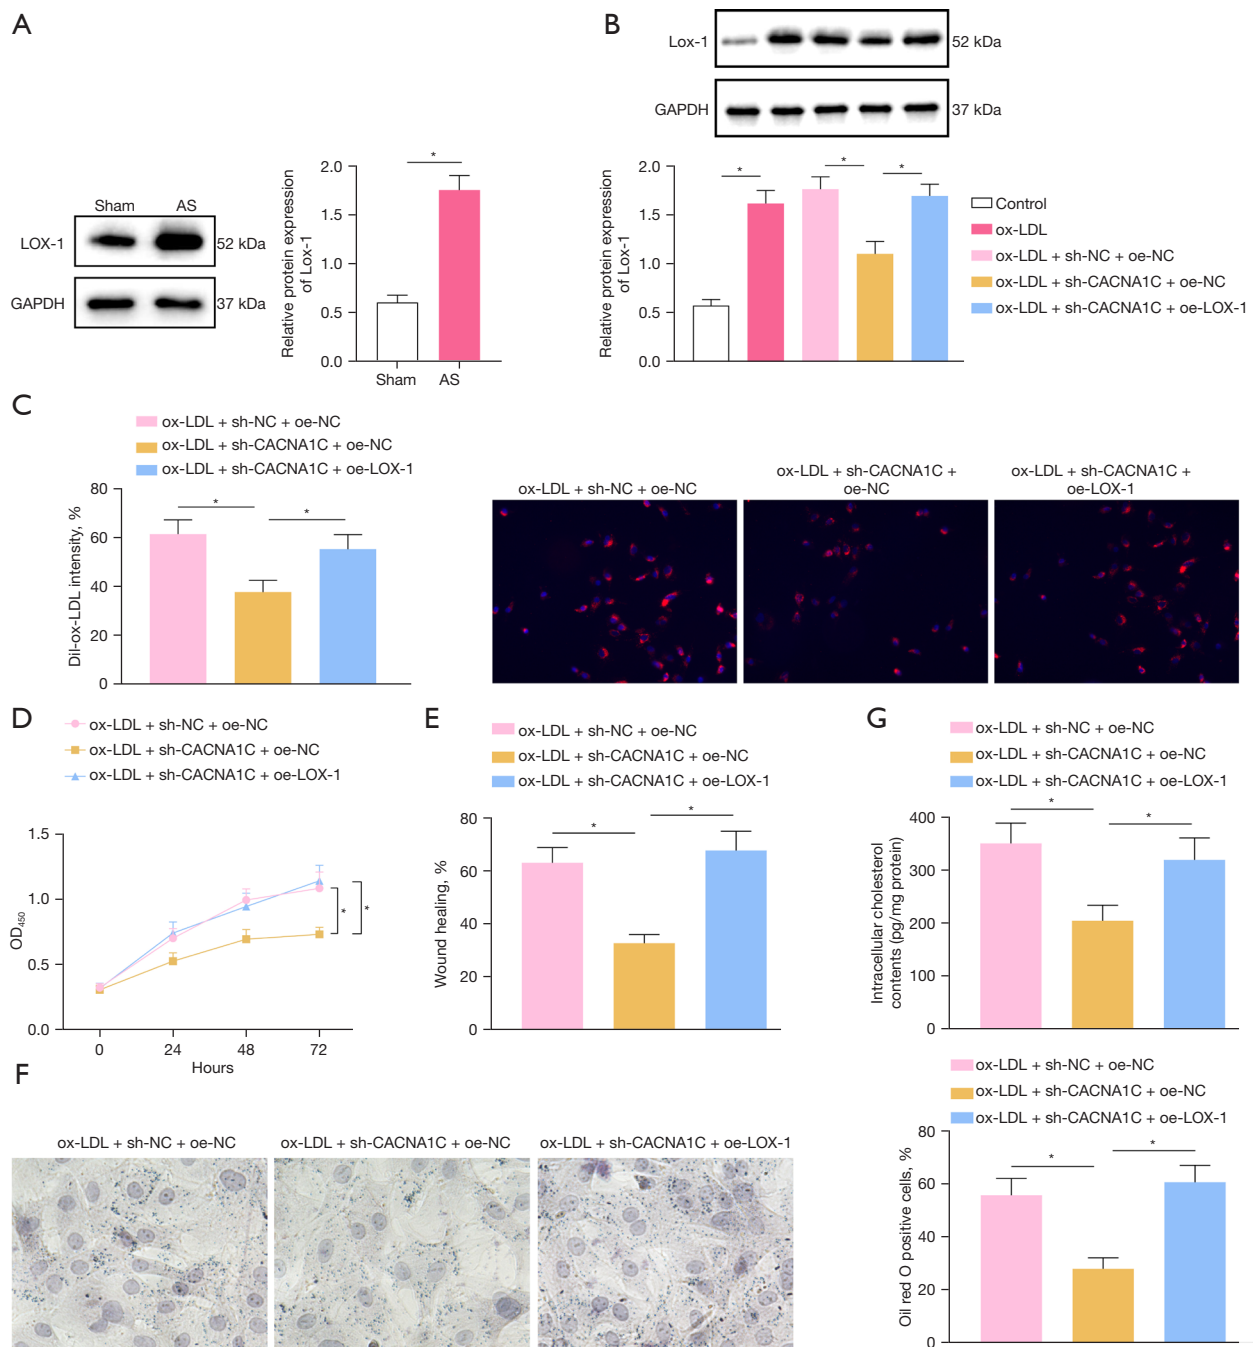 A
Sham AS
LOX-1
52 kDa
GAPDH
37 kDa
Relative protein expression
of Lox-1
2.0
1.5
1.0
0.5
0.0
*
Sham AS
B
Lox-1
52 kDa
GAPDH
37 kDa
Relative protein expression
of Lox-1
2.0
1.5
1.0
0.5
0.0
* * *
Control
ox-LDL
ox-LDL + sh-NC + oe-NC
ox-LDL + sh-CACNA1C + oe-NC
ox-LDL + sh-CACNA1C + oe-LOX-1
C
ox-LDL + sh-NC + oe-NC
ox-LDL + sh-CACNA1C + oe-NC
ox-LDL + sh-CACNA1C + oe-LOX-1
Dil-ox-LDL intensity, %
80
60
40
20
0
* *
ox-LDL + sh-NC + oe-NC
ox-LDL + sh-CACNA1C +
oe-NC
ox-LDL + sh-CACNA1C +
oe-LOX-1
D
ox-LDL + sh-NC + oe-NC
ox-LDL + sh-CACNA1C + oe-NC
ox-LDL + sh-CACNA1C + oe-LOX-1
OD450
1.5
1.0
0.5
0.0
* *
0 24 48 72
Hours
E
ox-LDL + sh-NC + oe-NC
ox-LDL + sh-CACNA1C + oe-NC
ox-LDL + sh-CACNA1C + oe-LOX-1
Wound healing, %
80
60
40
20
0
* *
F
ox-LDL + sh-NC + oe-NC
ox-LDL + sh-CACNA1C + oe-NC
ox-LDL + sh-CACNA1C + oe-LOX-1
G
ox-LDL + sh-NC + oe-NC
ox-LDL + sh-CACNA1C + oe-NC
ox-LDL + sh-CACNA1C + oe-LOX-1
Intracellular cholesterol
contents (pg/mg protein)
400
300
200
100
0
* *
ox-LDL + sh-NC + oe-NC
ox-LDL + sh-CACNA1C + oe-NC
ox-LDL + sh-CACNA1C + oe-LOX-1
Oil red O positive cells, %
80
60
40
20
0
* *